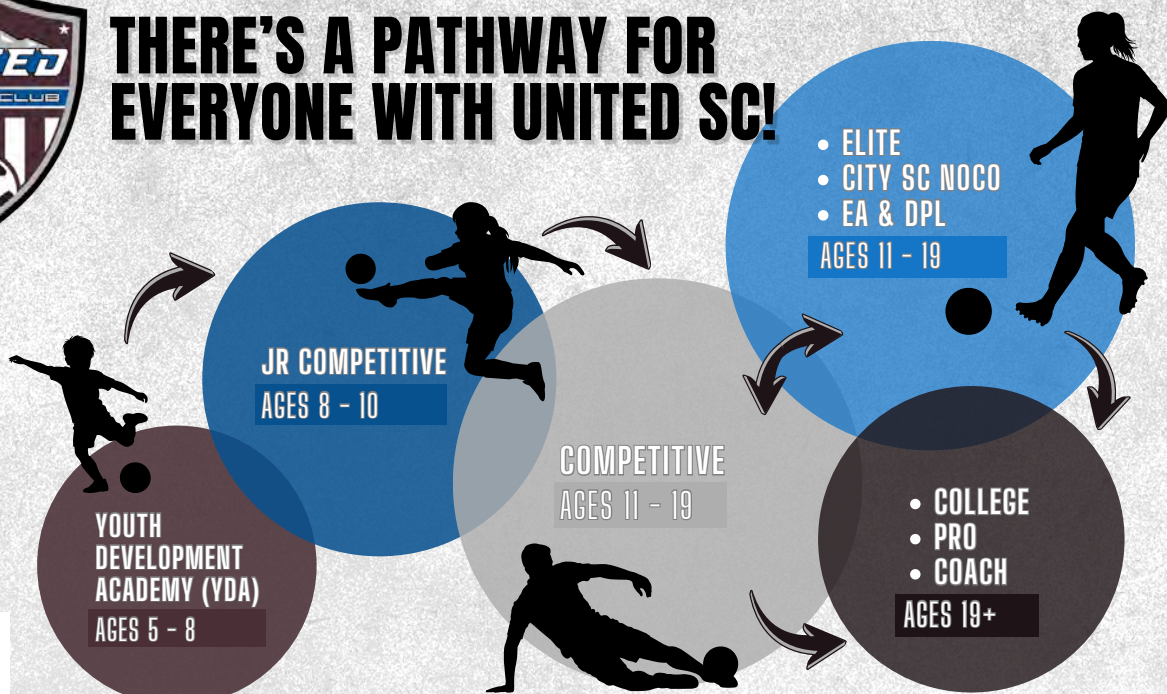 THERE'S A PATHWAY FOR
EVERYONE WITH UNITED SC!
CLUB
• ELITE
• CITY SC NOCO
• EA & DPL
AGES 11 - 19
JR COMPETITIVE
AGES 8 - 10
COMPETITIVE
AGES 11 - 19
YOUTH
DEVELOPMENT
ACADEMY (YDA)
AGES 5 - 8
• COLLEGE
• PRO
• COACH
AGES 19+